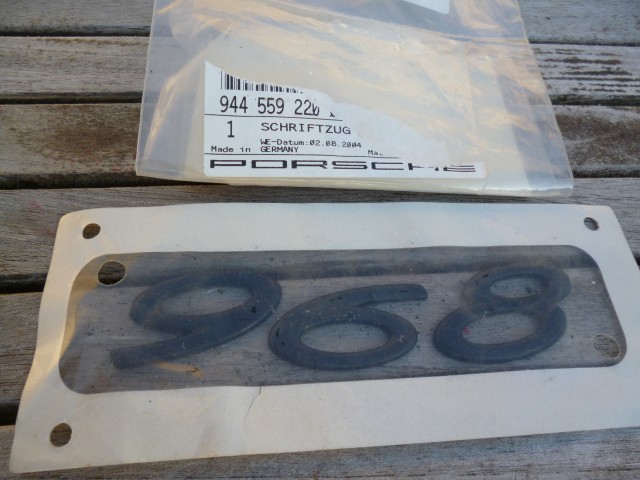 944 559 220
1 SCHRIFTZUG
WE-Datum:02.08.2004
Made in GERMANY
PORSCHE
968